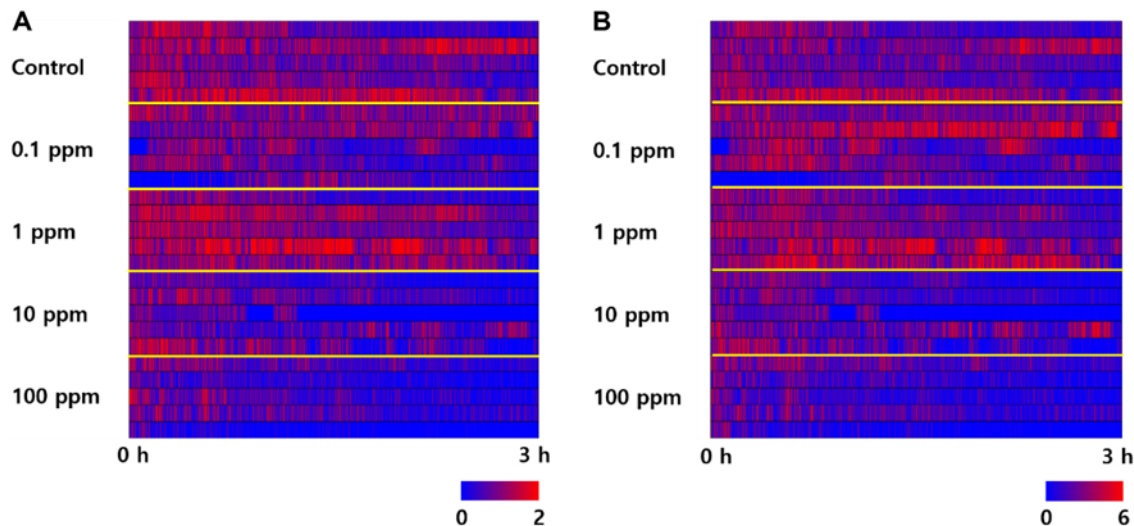 A
Control
0.1 ppm
1 ppm
10 ppm
100 ppm
0 h 3 h
0 2
B
Control
0.1 ppm
1 ppm
10 ppm
100 ppm
0 h 3 h
0 6